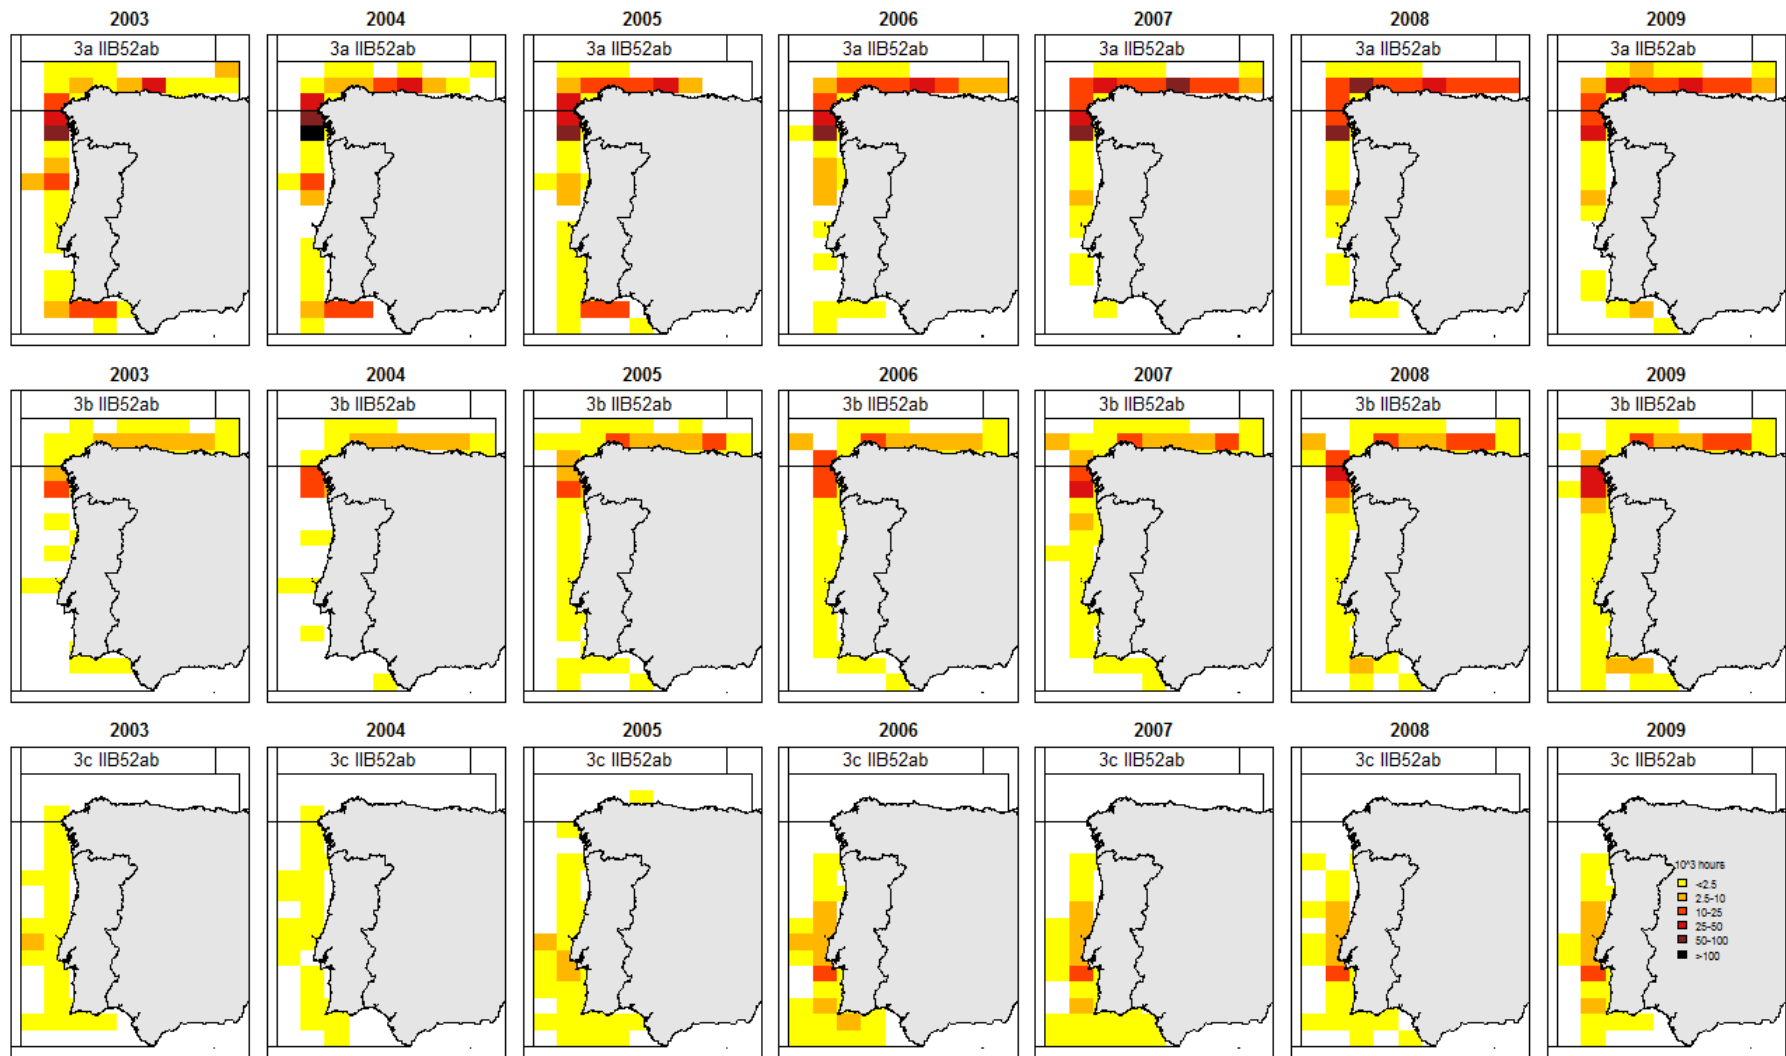 2003 2004 2005 2006 2007 2008 2009
3a IIB52ab 3a IIB52ab 3a IIB52ab 3a IIB52ab 3a IIB52ab 3a IIB52ab 3a IIB52ab
2003 2004 2005 2006 2007 2008 2009
3b IIB52ab 3b IIB52ab 3b IIB52ab 3b IIB52ab 3b IIB52ab 3b IIB52ab 3b IIB52ab
2003 2004 2005 2006 2007 2008 2009
3c IIB52ab 3c IIB52ab 3c IIB52ab 3c IIB52ab 3c IIB52ab 3c IIB52ab 3c IIB52ab
10^3 hours
<2.5
2.5-10
10-25
25-50
50-100
>100